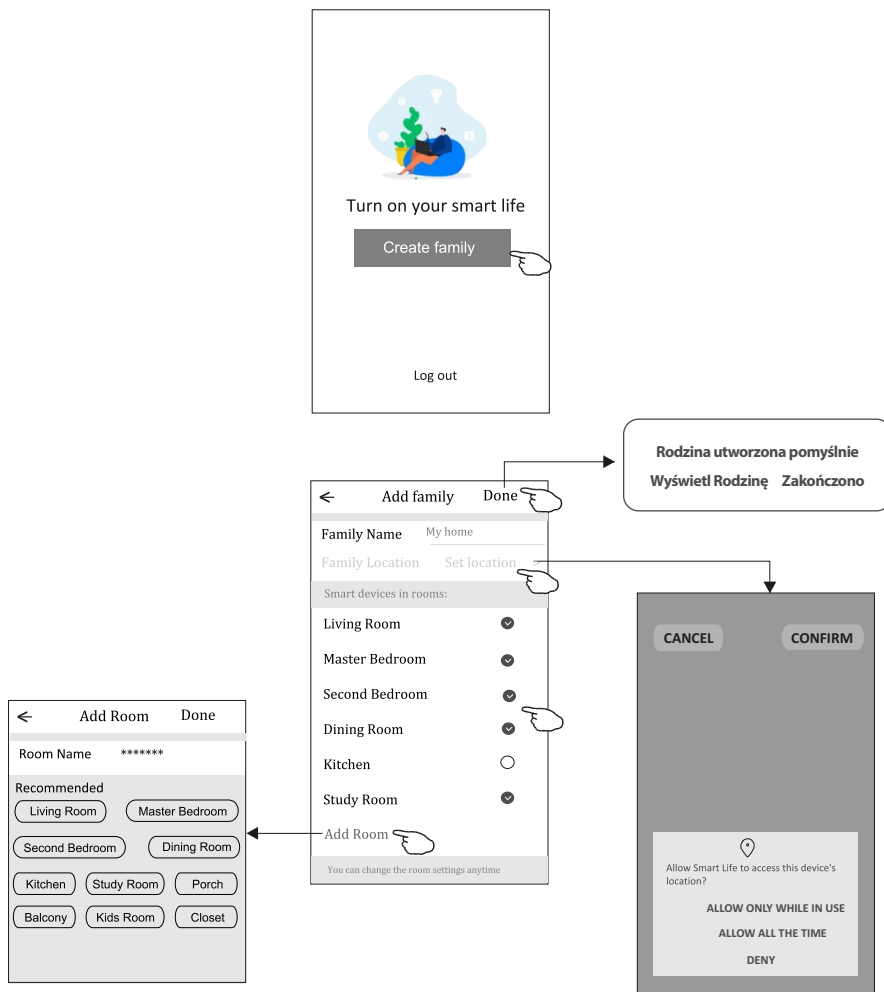 Turn on your smart life
Create family
Log out
Rodzina utworzona pomyślnie
Wyświetl Rodzinę Zakończono
Add family Done
Family Name My home
Family Location Set location >
Smart devices in rooms:
Living Room
Master Bedroom
Second Bedroom
Dining Room
Kitchen
Study Room
Add Room
You can change the room settings anytime
CANCEL CONFIRM
Allow Smart Life to access this device's
location?
ALLOW ONLY WHILE IN USE
ALLOW ALL THE TIME
DENY
Add Room Done
Room Name *******
Recommended
Living Room Master Bedroom
Second Bedroom Dining Room
Kitchen Study Room Porch
Balcony Kids Room Closet